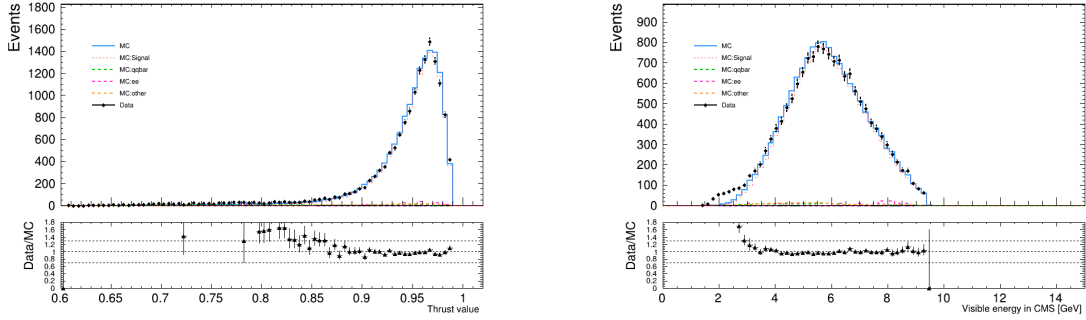 Events
1800
1600
1400
1200
1000
800
600
400
200
0
MC
MC:Signal
MC:qqbar
MC:ee
MC:other
Data
Data/MC
1.8
1.6
1.4
1.2
1.0
0.8
0.6
0.4
0.2
0
0.6 0.65 0.7 0.75 0.8 0.85 0.9 0.95 1
Thrust value
Events
900
800
700
600
500
400
300
200
100
0
MC
MC:Signal
MC:qqbar
MC:ee
MC:other
Data
Data/MC
1.8
1.6
1.4
1.2
1.0
0.8
0.6
0.4
0.2
0
0 2 4 6 8 10 12 14
Visible energy in CMS [GeV]